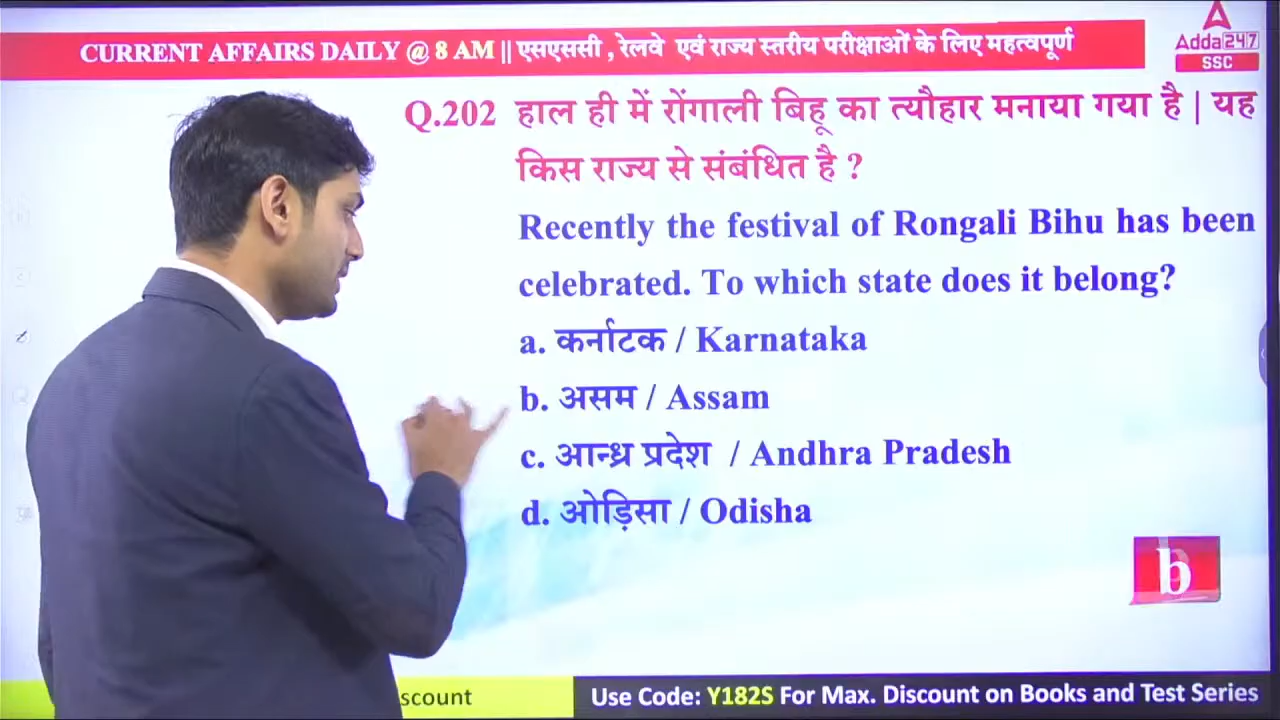 CURRENT AFFAIRS DAILY @ 8 AM || एसएससी , रेलवे एवं राज्य स्तरीय परीक्षाओं के लिए महत्वपूर्ण
Adda247
SSC
Q.202 हाल ही में रोंगाली बिहू का त्यौहार मनाया गया है | यह
किस राज्य से संबंधित है ?
Recently the festival of Rongali Bihu has been
celebrated. To which state does it belong?
a. कर्नाटक / Karnataka
b. असम / Assam
c. आन्ध्र प्रदेश / Andhra Pradesh
d. ओड़िसा / Odisha
b
scount
Use Code: Y182S For Max. Discount on Books and Test Series